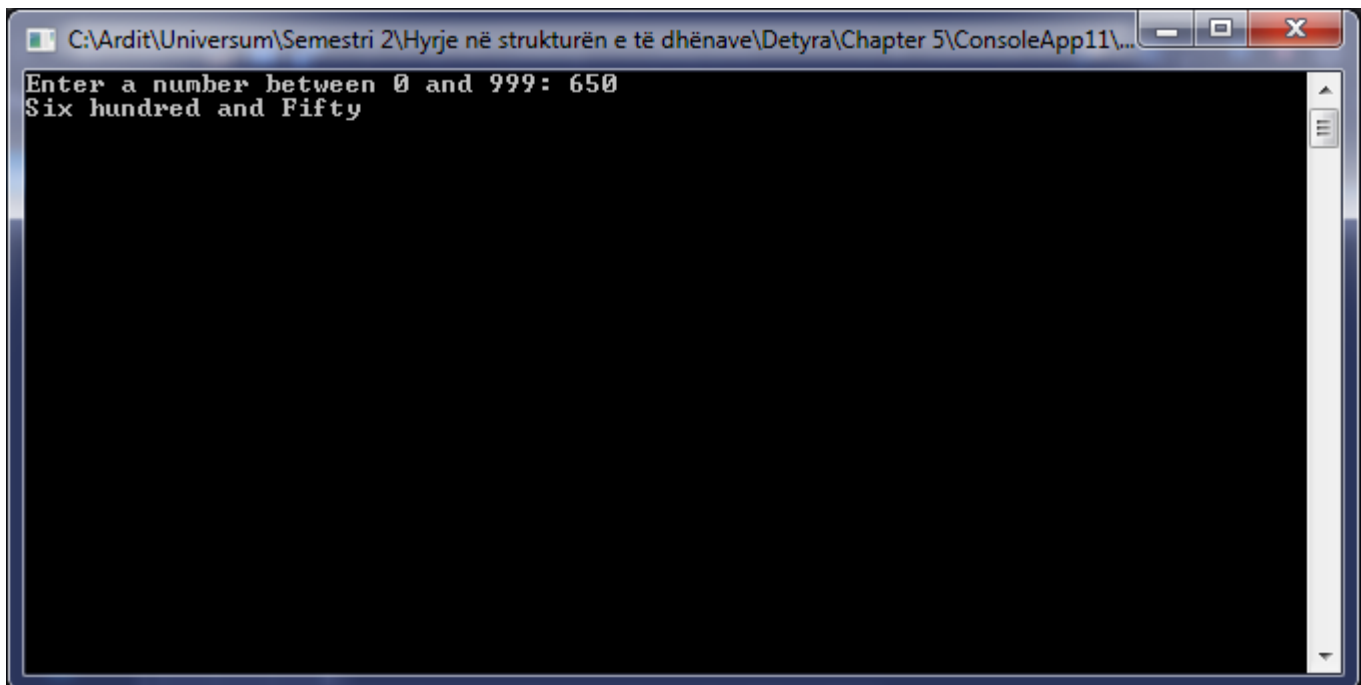 C:\Ardit\Universum\Semestri 2\Hyrje në strukturën e të dhënave\Detyra\Chapter 5\ConsoleApp11\...
Enter a number between 0 and 999: 650
Six hundred and Fifty